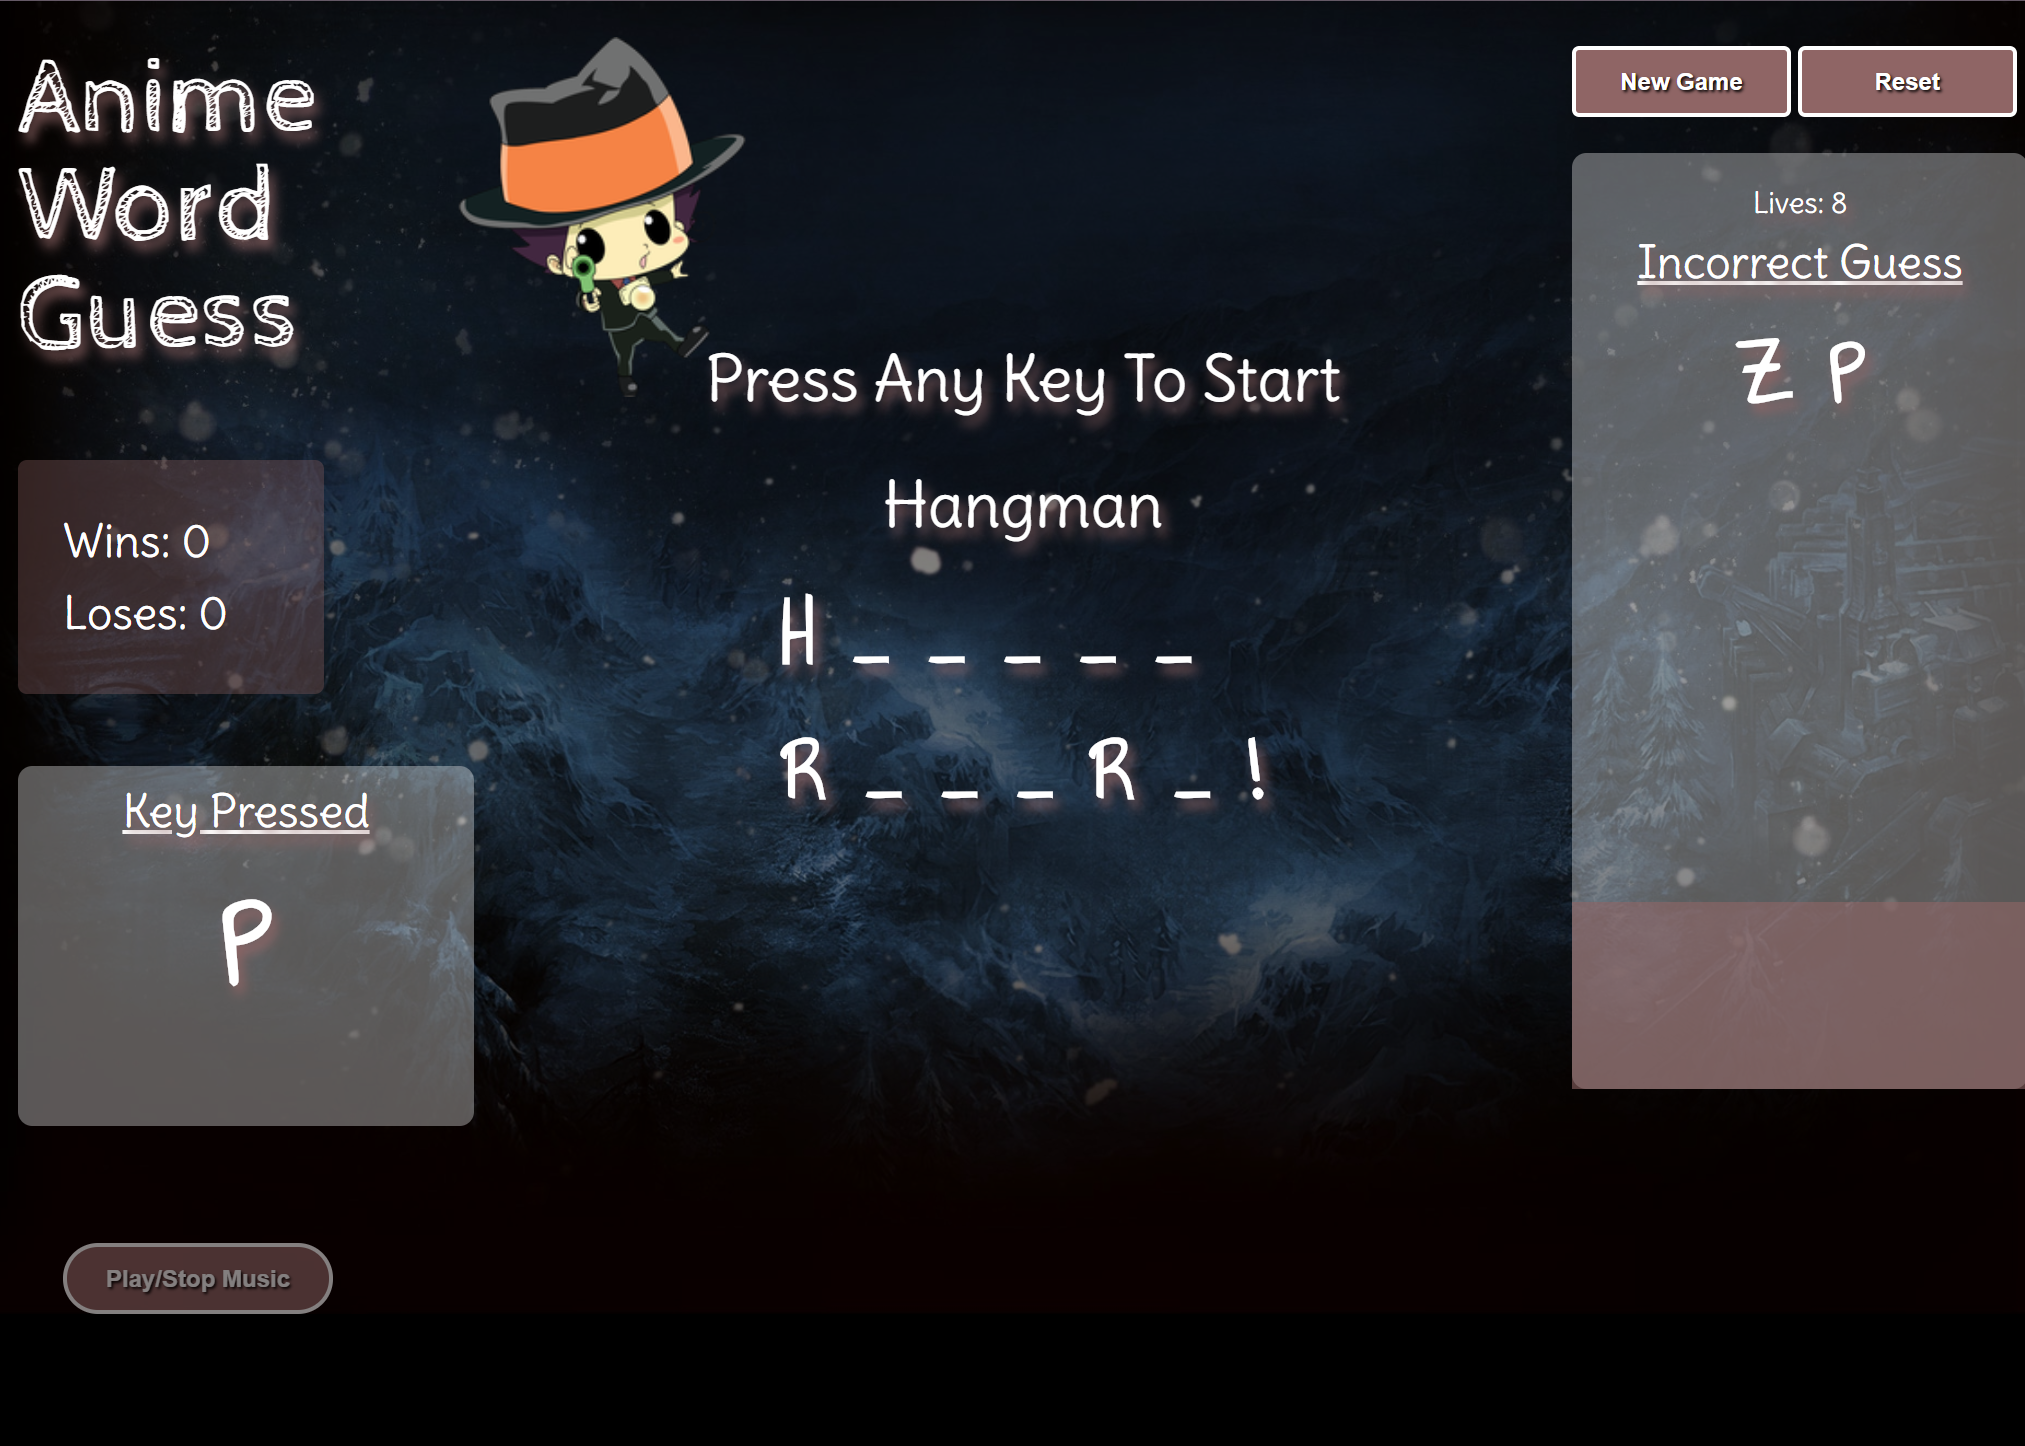 Anime
Word
Guess
New Game
Reset
Press Any Key To Start
Hangman
H _ _ _ _ _
R _ _ _ R _ !
Wins: 0
Loses: 0
Key Pressed
P
Lives: 8
Incorrect Guess
Z P
Play/Stop Music